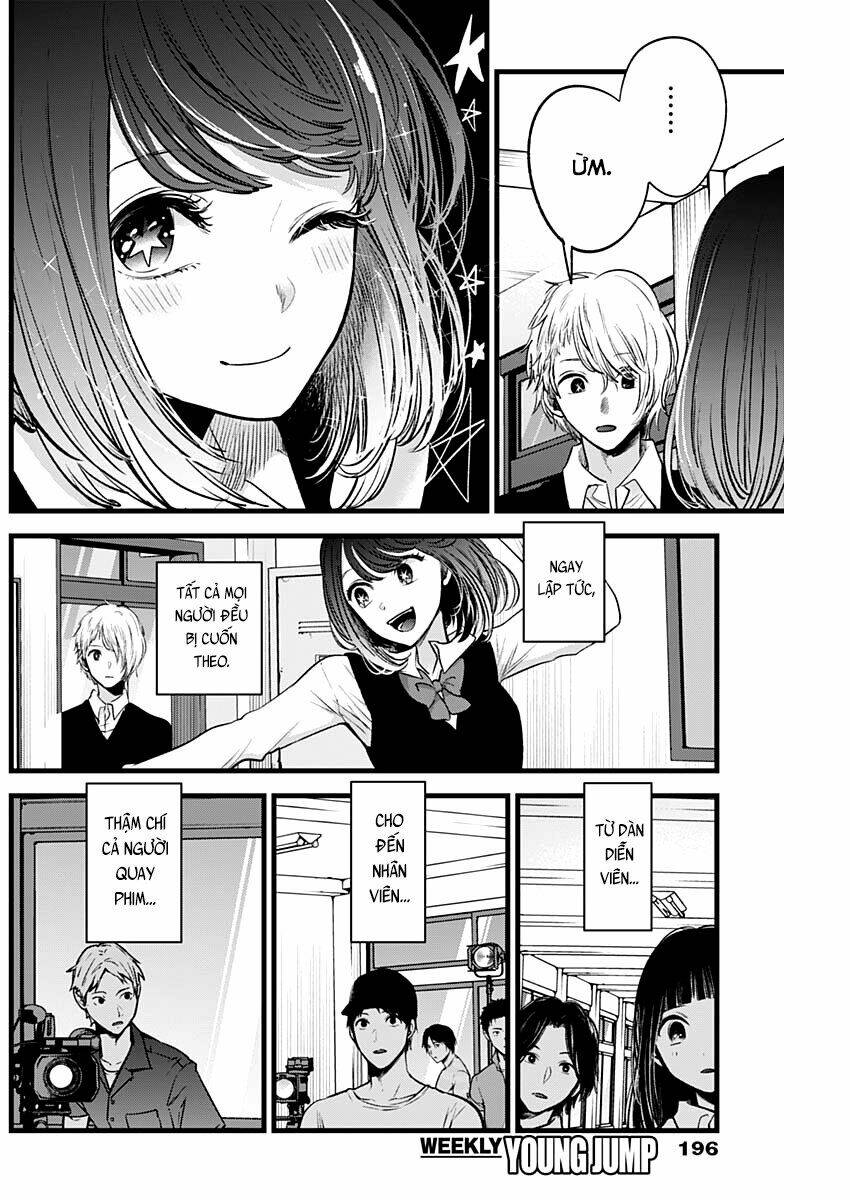 ......
ỪM.
NGAY
LẬP TỨC,
TẤT CẢ MỌI
NGƯỜI ĐỀU
BỊ CUỐN
THEO.
TỪ DÀN
DIỄN
VIÊN...
CHO
ĐẾN
NHÂN
VIÊN...
THẬM CHÍ
CẢ NGƯỜI
QUAY
PHIM...
WEEKLY YOUNG JUMP 196